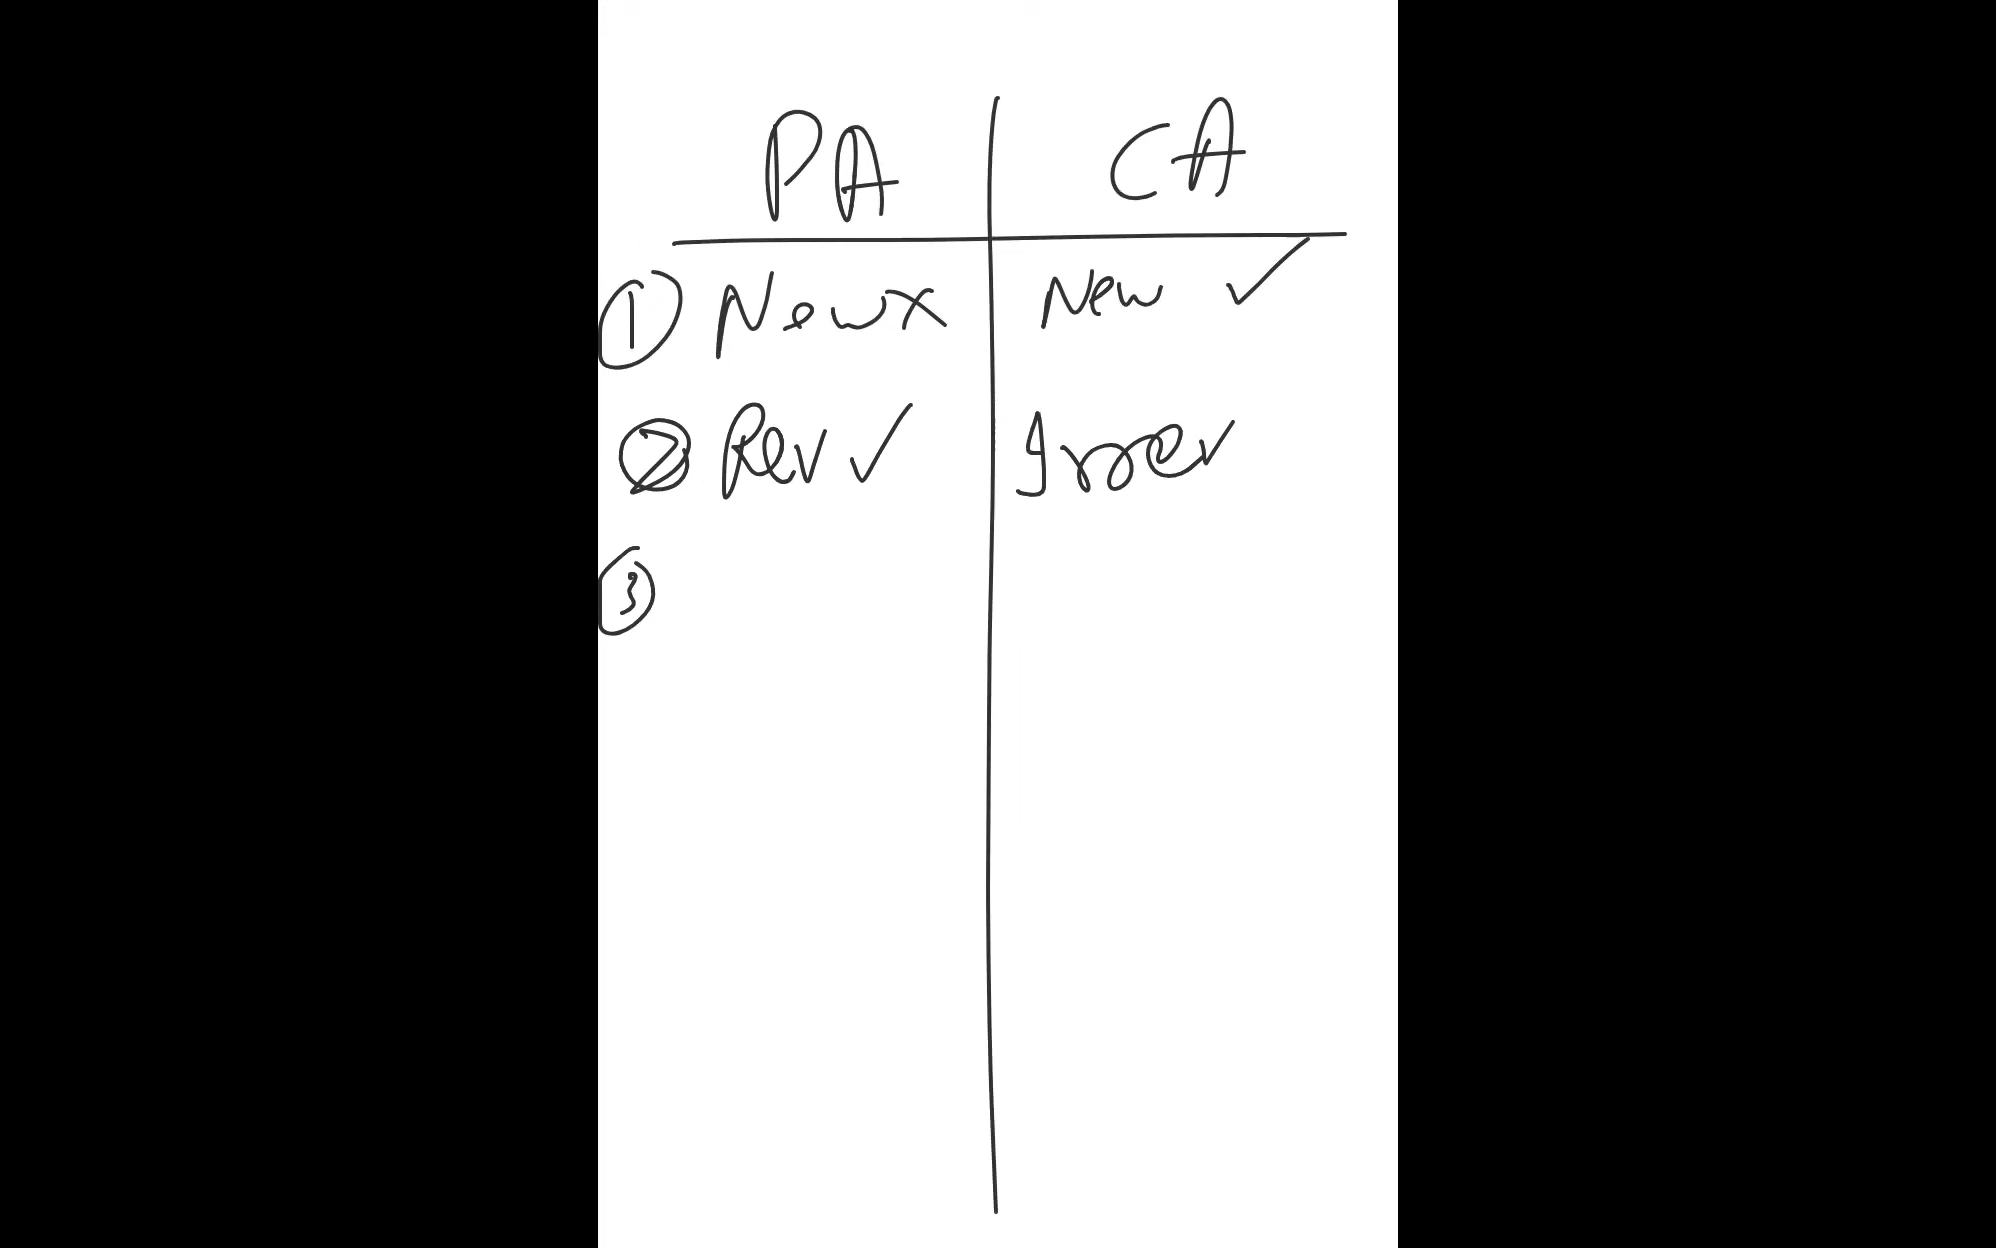 PA CA
① New × New ✓
② Rev ✓ Irrev
③